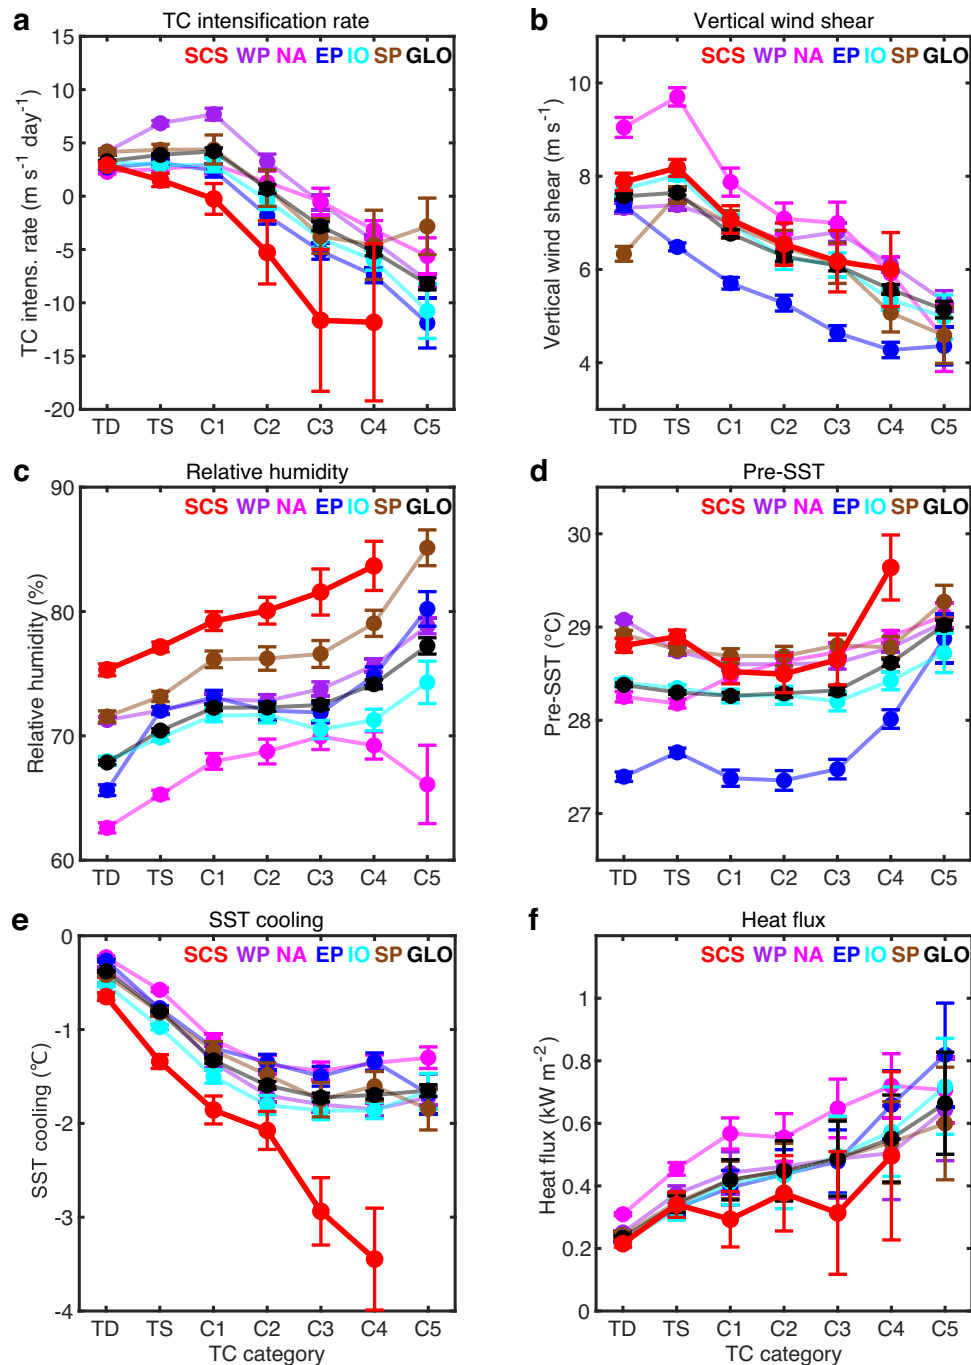 a TC intensification rate
SCS WP NA EP IO SP GLO
TC intens. rate (m s⁻¹ day⁻¹)
15
10
5
0
-5
-10
-15
-20
TD TS C1 C2 C3 C4 C5
b Vertical wind shear
SCS WP NA EP IO SP GLO
Vertical wind shear (m s⁻¹)
10
8
6
4
TD TS C1 C2 C3 C4 C5
c Relative humidity
SCS WP NA EP IO SP GLO
Relative humidity (%)
90
80
70
60
TD TS C1 C2 C3 C4 C5
d Pre-SST
SCS WP NA EP IO SP GLO
Pre-SST (°C)
30
29
28
27
TD TS C1 C2 C3 C4 C5
e SST cooling
SCS WP NA EP IO SP GLO
SST cooling (℃)
0
-1
-2
-3
-4
TD TS C1 C2 C3 C4 C5
TC category
f Heat flux
SCS WP NA EP IO SP GLO
Heat flux (kW m⁻²)
1
0.8
0.6
0.4
0.2
0
TD TS C1 C2 C3 C4 C5
TC category